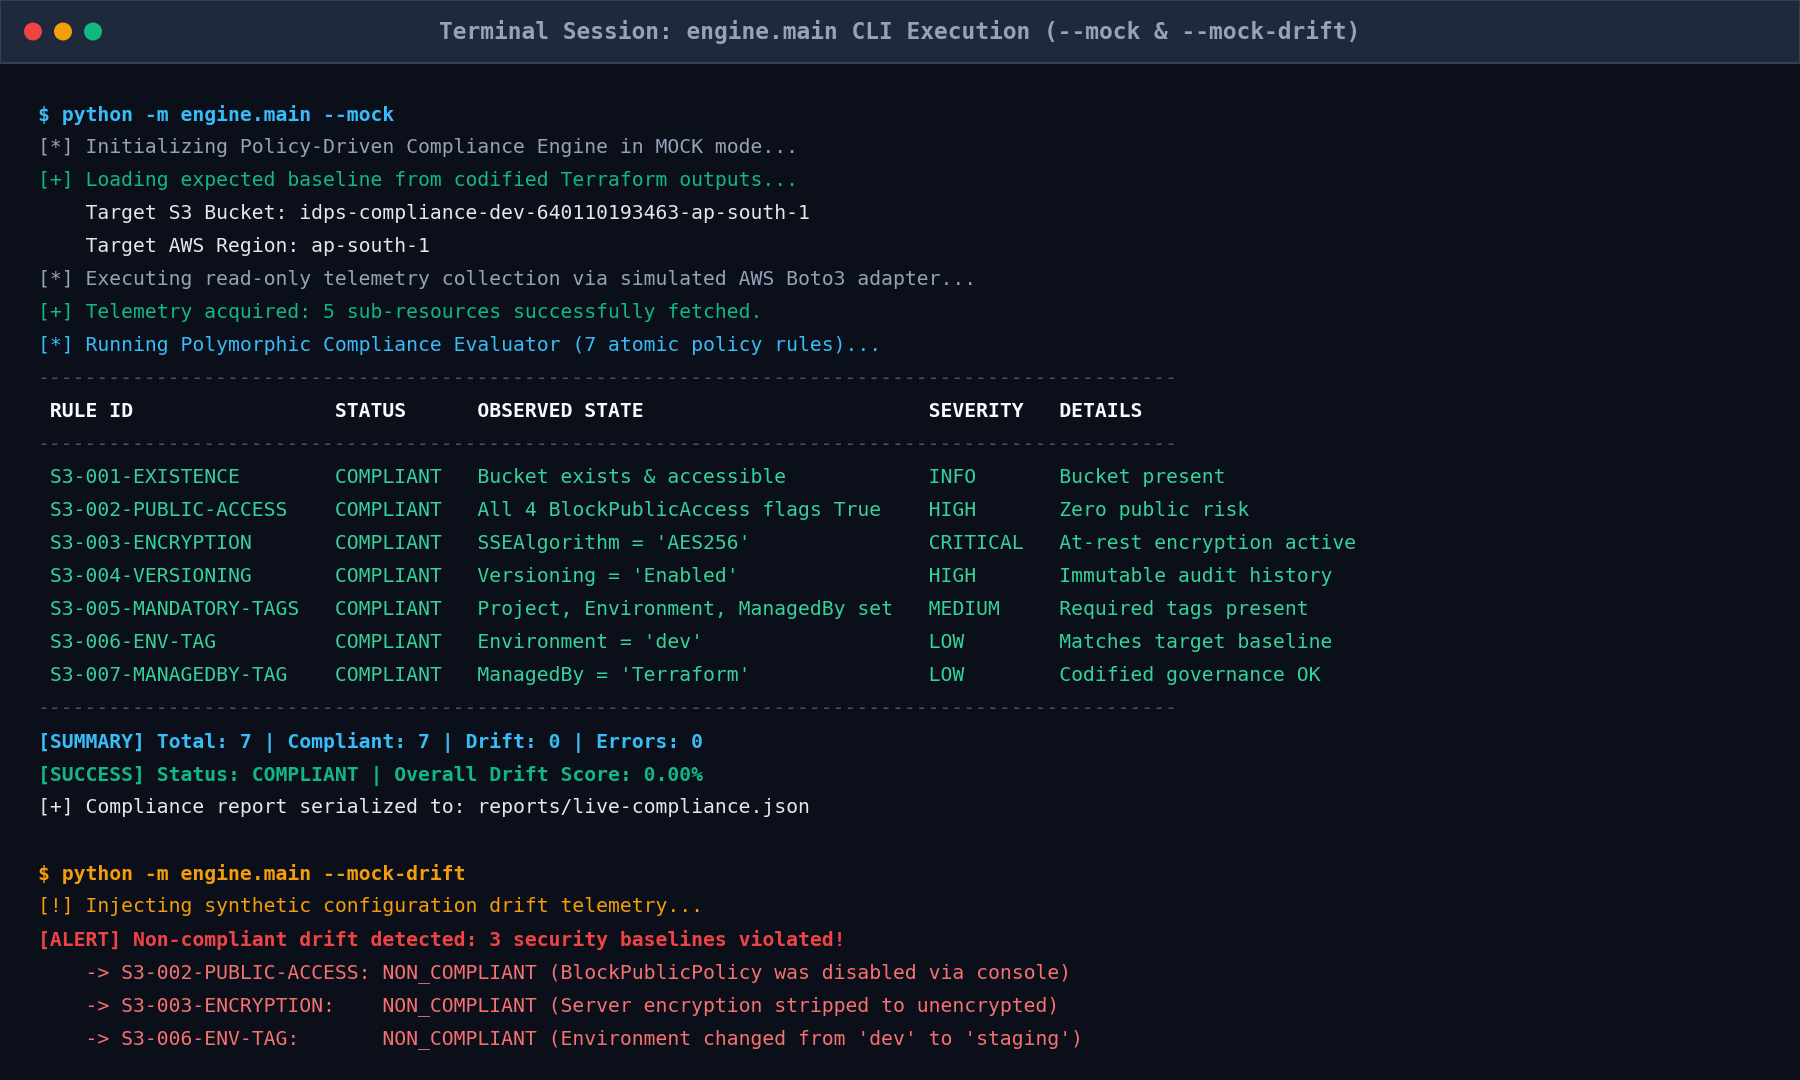 Terminal Session: engine.main CLI Execution (--mock & --mock-drift)
$ python -m engine.main --mock
[*] Initializing Policy-Driven Compliance Engine in MOCK mode...
[+] Loading expected baseline from codified Terraform outputs...
    Target S3 Bucket: idps-compliance-dev-640110193463-ap-south-1
    Target AWS Region: ap-south-1
[*] Executing read-only telemetry collection via simulated AWS Boto3 adapter...
[+] Telemetry acquired: 5 sub-resources successfully fetched.
[*] Running Polymorphic Compliance Evaluator (7 atomic policy rules)...
------------------------------------------------------------------------------------------------
 RULE ID                 STATUS      OBSERVED STATE                        SEVERITY   DETAILS
------------------------------------------------------------------------------------------------
 S3-001-EXISTENCE        COMPLIANT   Bucket exists & accessible            INFO       Bucket present
 S3-002-PUBLIC-ACCESS    COMPLIANT   All 4 BlockPublicAccess flags True    HIGH       Zero public risk
 S3-003-ENCRYPTION       COMPLIANT   SSEAlgorithm = 'AES256'               CRITICAL   At-rest encryption active
 S3-004-VERSIONING       COMPLIANT   Versioning = 'Enabled'                HIGH       Immutable audit history
 S3-005-MANDATORY-TAGS   COMPLIANT   Project, Environment, ManagedBy set   MEDIUM     Required tags present
 S3-006-ENV-TAG          COMPLIANT   Environment = 'dev'                   LOW        Matches target baseline
 S3-007-MANAGEDBY-TAG    COMPLIANT   ManagedBy = 'Terraform'               LOW        Codified governance OK
------------------------------------------------------------------------------------------------
[SUMMARY] Total: 7 | Compliant: 7 | Drift: 0 | Errors: 0
[SUCCESS] Status: COMPLIANT | Overall Drift Score: 0.00%
[+] Compliance report serialized to: reports/live-compliance.json
$ python -m engine.main --mock-drift
[!] Injecting synthetic configuration drift telemetry...
[ALERT] Non-compliant drift detected: 3 security baselines violated!
    -> S3-002-PUBLIC-ACCESS: NON_COMPLIANT (BlockPublicPolicy was disabled via console)
    -> S3-003-ENCRYPTION:    NON_COMPLIANT (Server encryption stripped to unencrypted)
    -> S3-006-ENV-TAG:       NON_COMPLIANT (Environment changed from 'dev' to 'staging')